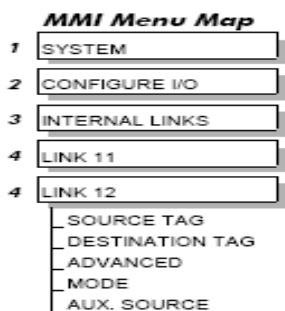 MMI Menu Map
1 SYSTEM
2 CONFIGURE I/O
3 INTERNAL LINKS
4 LINK 11
4 LINK 12
SOURCE TAG
DESTINATION TAG
ADVANCED
MODE
AUX. SOURCE